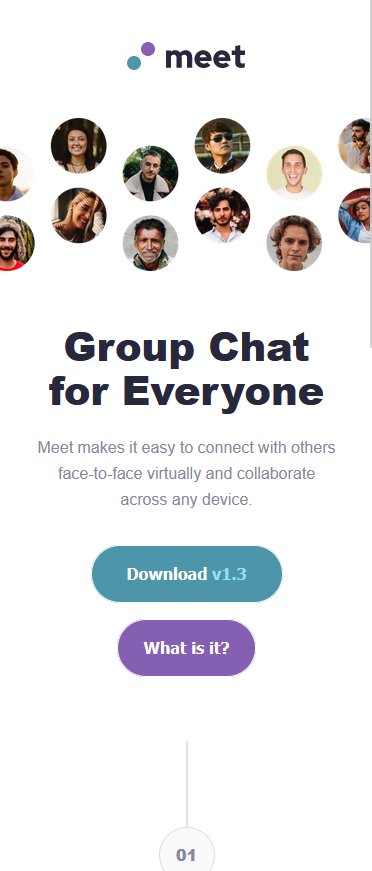 meet
Group Chat
for Everyone
Meet makes it easy to connect with others
face-to-face virtually and collaborate
across any device.
Download v1.3
What is it?
01